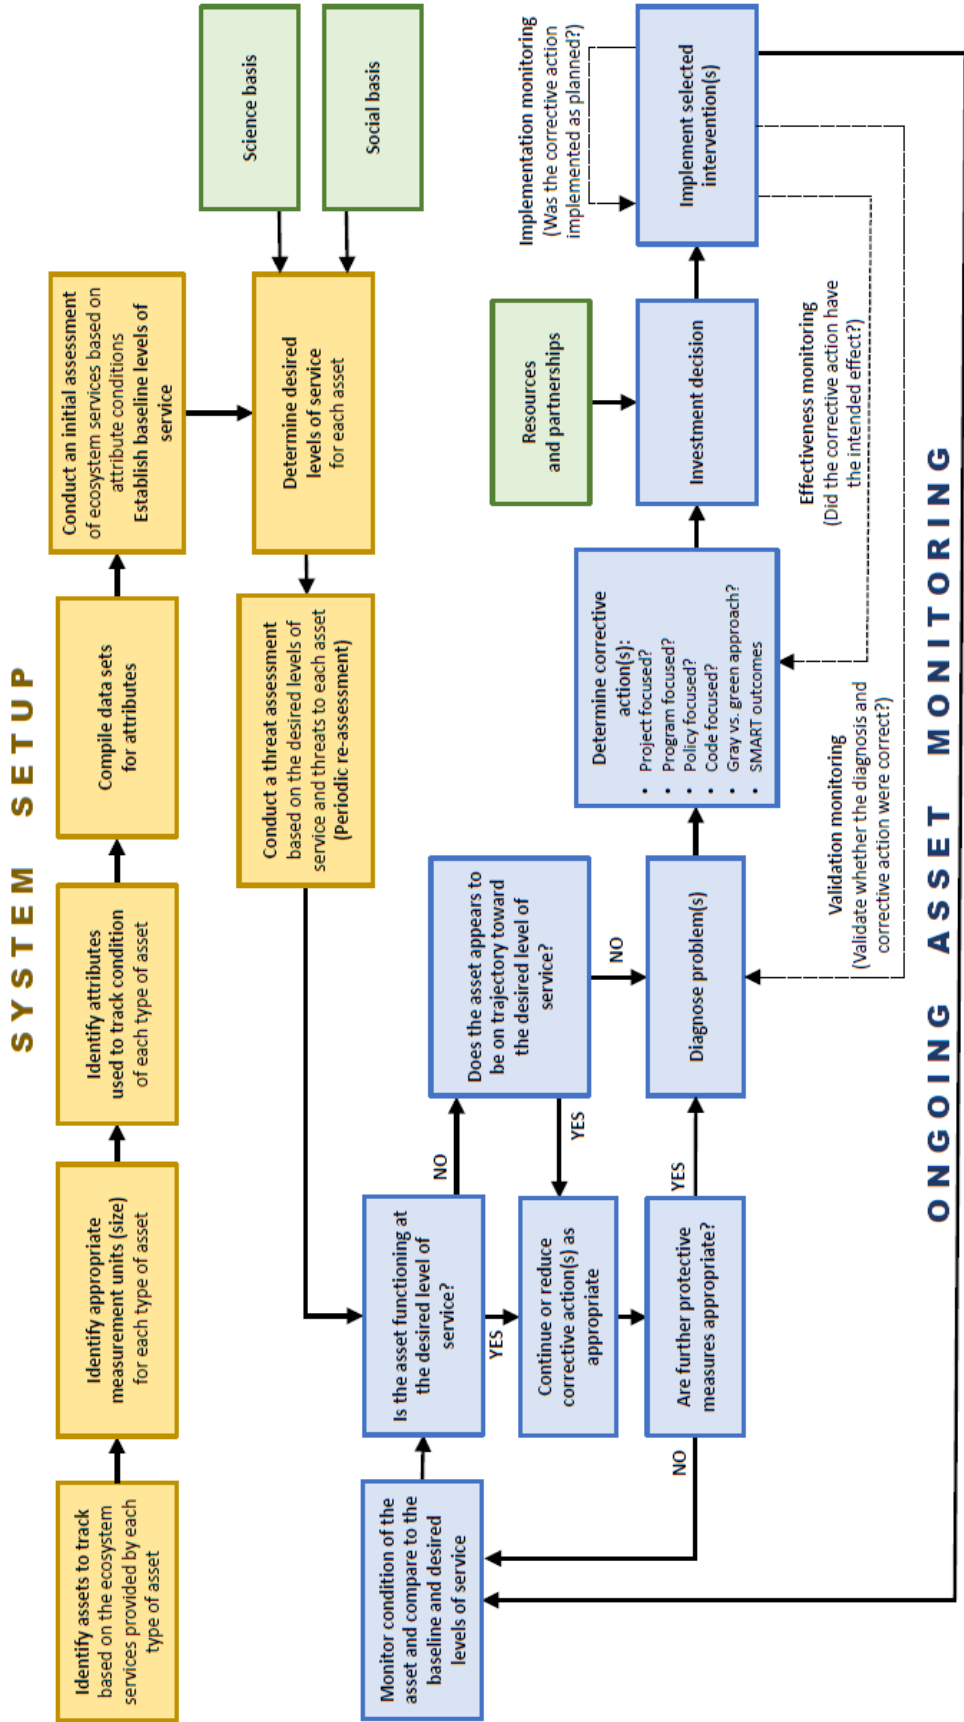 SYSTEM SETUP
Identify assets to track
based on the ecosystem
services provided by each
type of asset
Identify appropriate
measurement units (size)
for each type of asset
Identify attributes
used to track condition
of each type of asset
Compile data sets
for attributes
Conduct an initial assessment
of ecosystem services based on
attribute conditions
Establish baseline levels of
service
Science basis
Social basis
Determine desired
levels of service
for each asset
Conduct a threat assessment
based on the desired levels of
service and threats to each asset
(Periodic re-assessment)
Monitor condition of the
asset and compare to the
baseline and desired
levels of service
Is the asset functioning at
the desired level of
service?
NO
YES
Does the asset appears to
be on trajectory toward
the desired level of
service?
YES
NO
Continue or reduce
corrective action(s) as
appropriate
Are further protective
measures appropriate?
NO
YES
Diagnose problem(s)
Determine corrective
action(s):
• Project focused?
• Program focused?
• Policy focused?
• Code focused?
• Gray vs. green approach?
• SMART outcomes
Resources
and partnerships
Investment decision
Implementation monitoring
(Was the corrective action
implemented as planned?)
Implement selected
intervention(s)
Effectiveness monitoring
(Did the corrective action have
the intended effect?)
Validation monitoring
(Validate whether the diagnosis and
corrective action were correct?)
ONGOING ASSET MONITORING